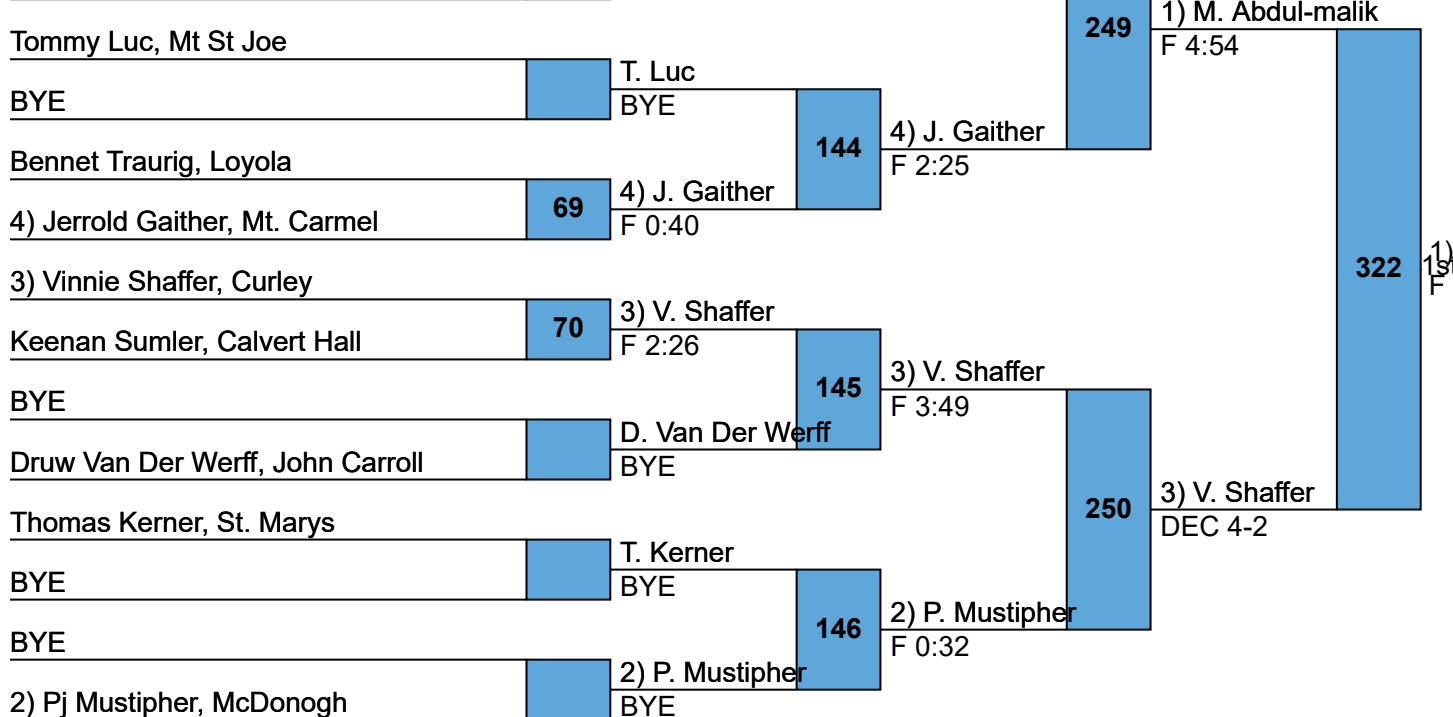 1) M. Abdul-malik
249
Tommy Luc, Mt St Joe
F 4:54
T. Luc
BYE
BYE
4) J. Gaither
144
Bennet Traurig, Loyola
F 2:25
4) J. Gaither
69
4) Jerrold Gaither, Mt. Carmel
F 0:40
1)
3) Vinnie Shaffer, Curley
322
1st
F
3) V. Shaffer
70
Keenan Sumler, Calvert Hall
F 2:26
3) V. Shaffer
145
BYE
F 3:49
D. Van Der Werff
Druw Van Der Werff, John Carroll
BYE
3) V. Shaffer
250
Thomas Kerner, St. Marys
DEC 4-2
T. Kerner
BYE
BYE
2) P. Mustipher
146
BYE
F 0:32
2) P. Mustipher
2) Pj Mustipher, McDonogh
BYE